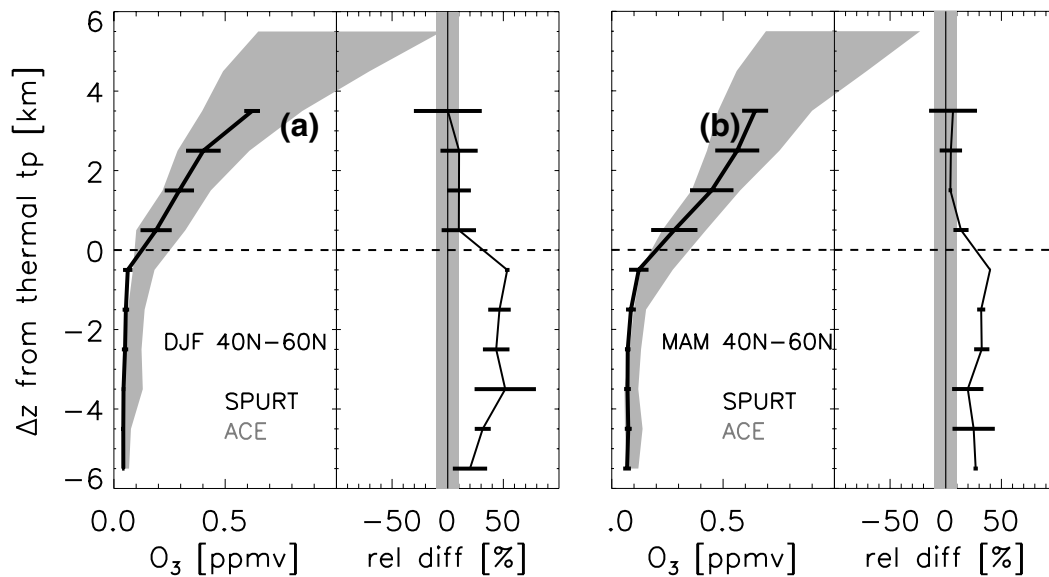 6
4
2
0
−2
−4
−6
Δz from thermal tp [km]
(a)
DJF 40N−60N
SPURT
ACE
0.0 0.5
O3 [ppmv]
−50 0 50
rel diff [%]
(b)
MAM 40N−60N
SPURT
ACE
.0 0.5
O3 [ppmv]
−50 0 50
rel diff [%]